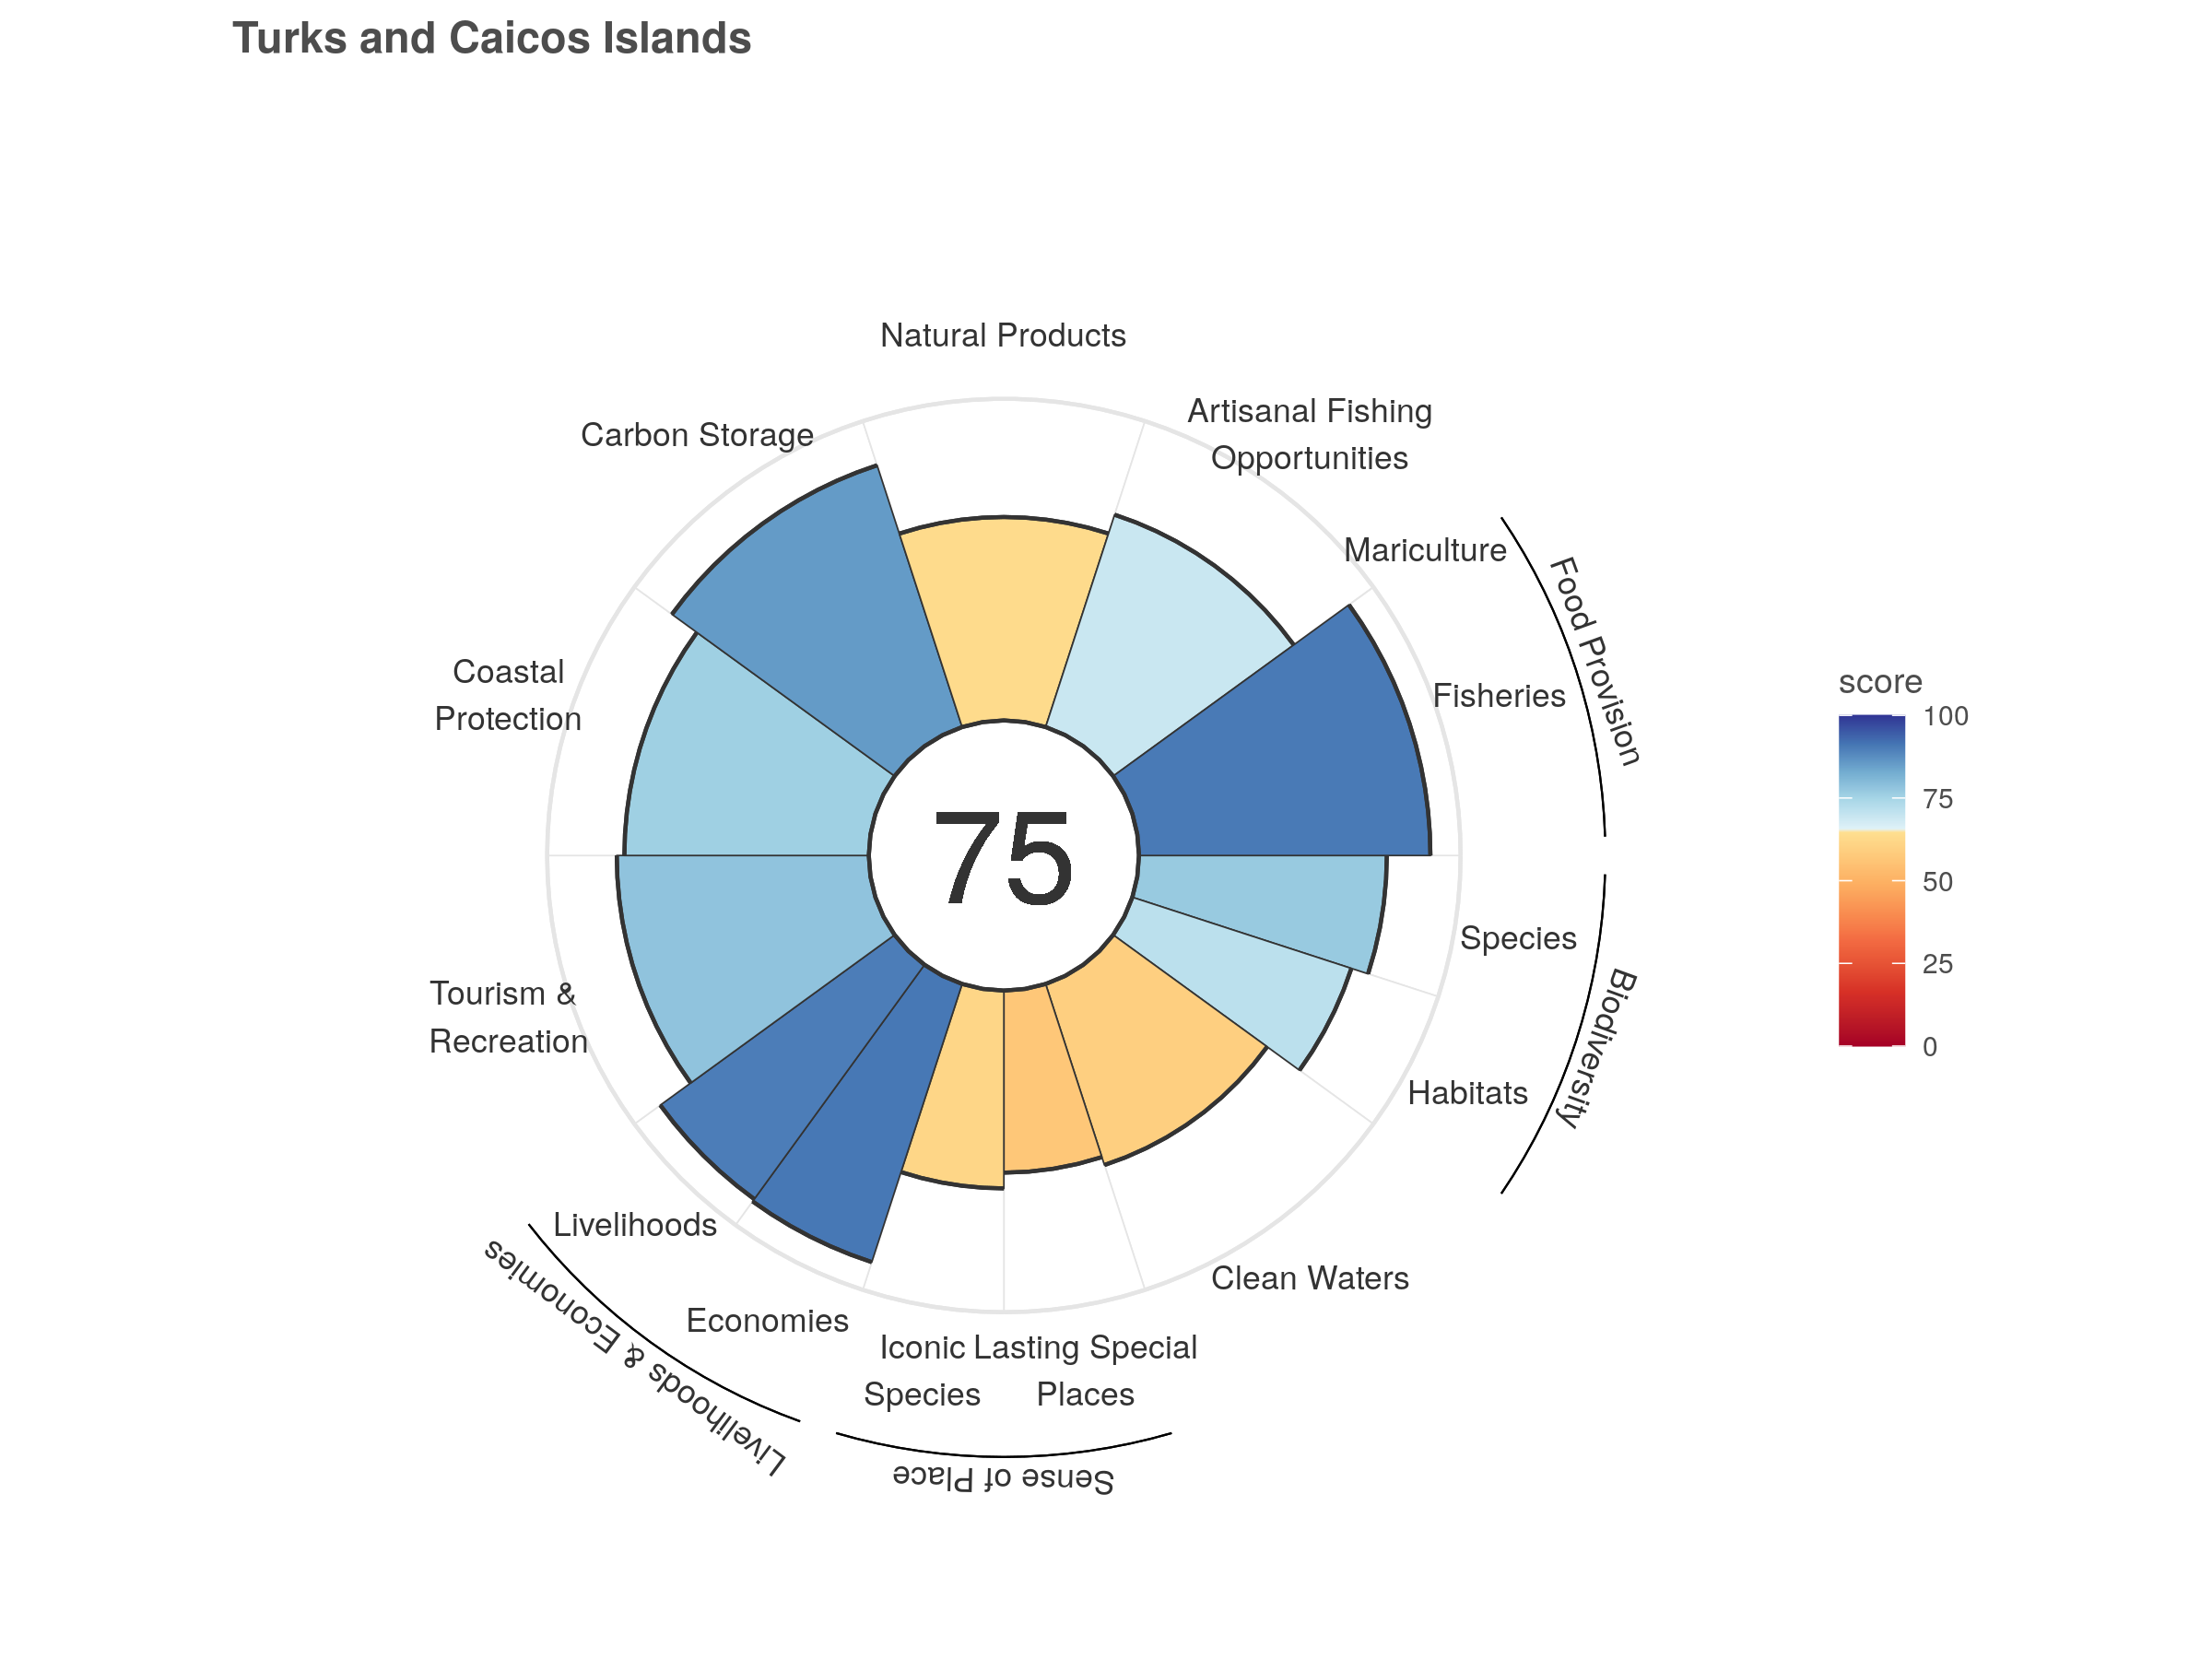 Turks and Caicos Islands
Natural Products
Artisanal Fishing
Opportunities
Carbon Storage
Mariculture
Food Provision
Fisheries
Coastal
Protection
score
100
75
50
25
0
75
Species
Biodiversity
Habitats
Tourism &
Recreation
Livelihoods
Livelihoods & Economies
Economies
Clean Waters
Iconic
Species
Lasting Special
Places
Sense of Place